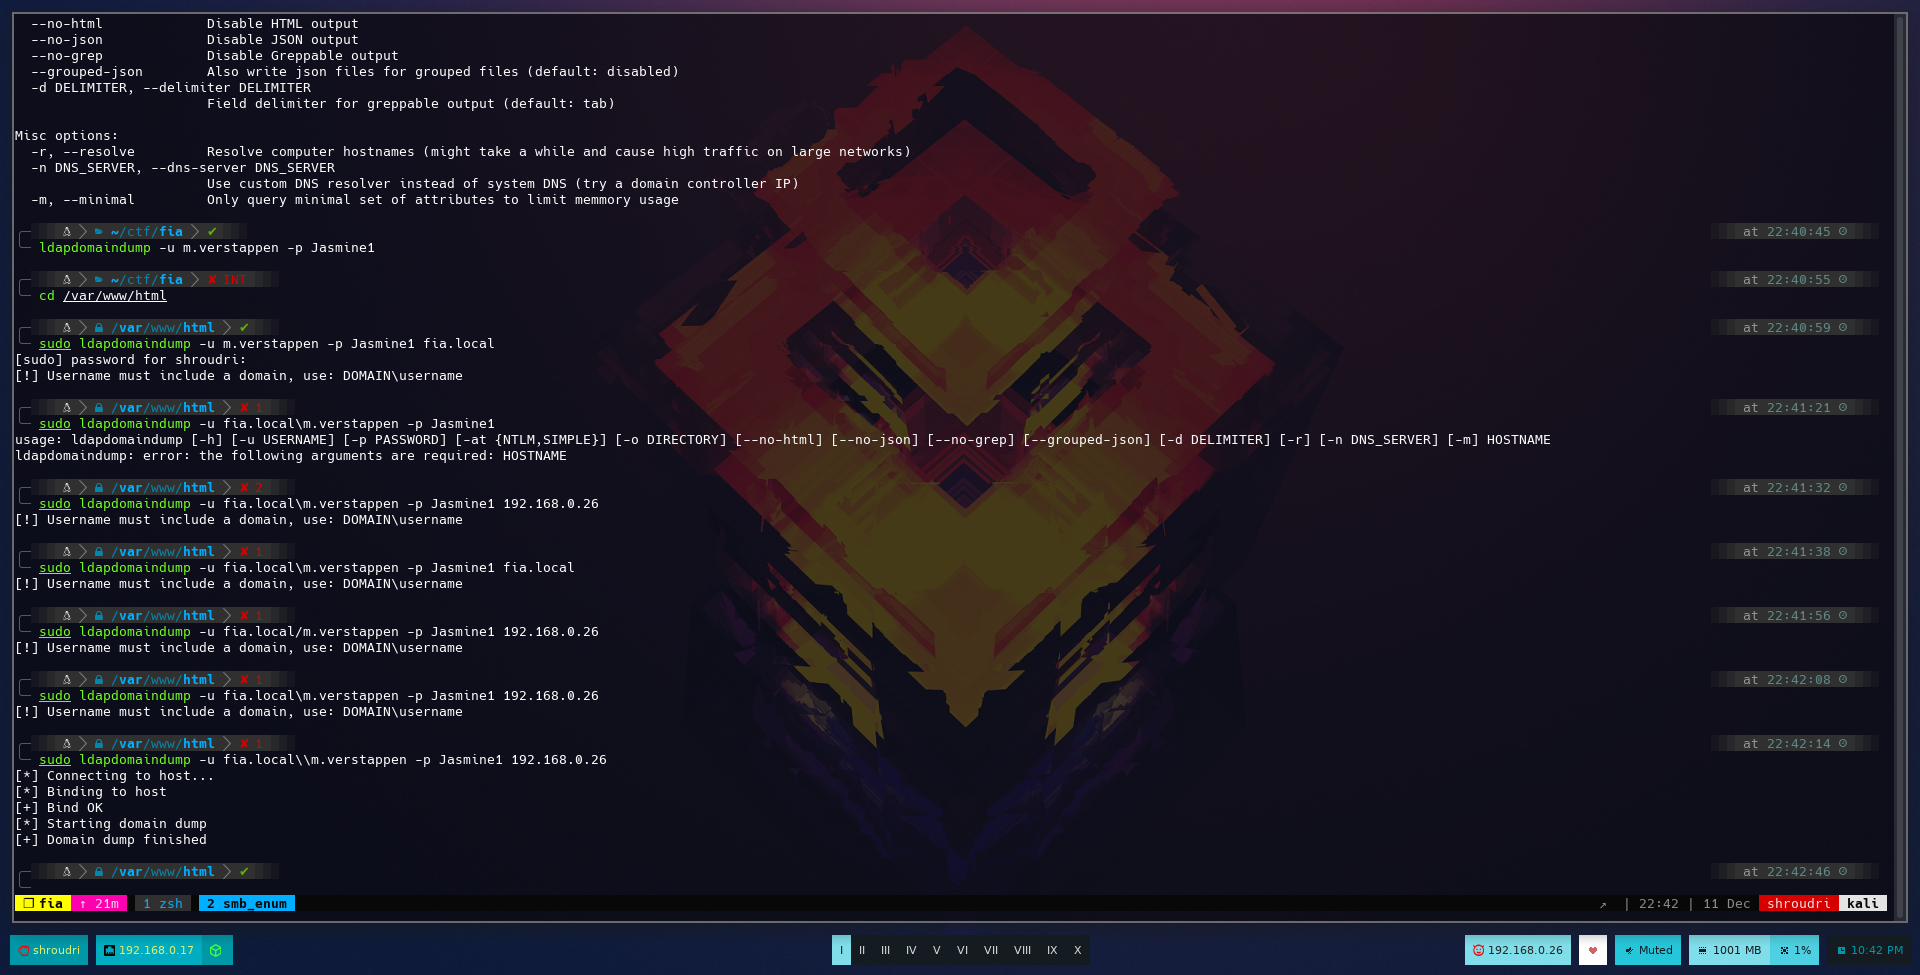 --no-html             Disable HTML output
  --no-json             Disable JSON output
  --no-grep             Disable Greppable output
  --grouped-json        Also write json files for grouped files (default: disabled)
  -d DELIMITER, --delimiter DELIMITER
                        Field delimiter for greppable output (default: tab)
Misc options:
  -r, --resolve         Resolve computer hostnames (might take a while and cause high traffic on large networks)
  -n DNS_SERVER, --dns-server DNS_SERVER
                        Use custom DNS resolver instead of system DNS (try a domain controller IP)
  -m, --minimal         Only query minimal set of attributes to limit memmory usage
~/ctf/fia ✔ at 22:40:45
ldapdomaindump -u m.verstappen -p Jasmine1
~/ctf/fia ✘ INT at 22:40:55
cd /var/www/html
/var/www/html ✔ at 22:40:59
sudo ldapdomaindump -u m.verstappen -p Jasmine1 fia.local
[sudo] password for shroudri:
[!] Username must include a domain, use: DOMAIN\username
/var/www/html ✘ 1 at 22:41:21
sudo ldapdomaindump -u fia.local\m.verstappen -p Jasmine1
usage: ldapdomaindump [-h] [-u USERNAME] [-p PASSWORD] [-at {NTLM,SIMPLE}] [-o DIRECTORY] [--no-html] [--no-json] [--no-grep] [--grouped-json] [-d DELIMITER] [-r] [-n DNS_SERVER] [-m] HOSTNAME
ldapdomaindump: error: the following arguments are required: HOSTNAME
/var/www/html ✘ 2 at 22:41:32
sudo ldapdomaindump -u fia.local\m.verstappen -p Jasmine1 192.168.0.26
[!] Username must include a domain, use: DOMAIN\username
/var/www/html ✘ 1 at 22:41:38
sudo ldapdomaindump -u fia.local\m.verstappen -p Jasmine1 fia.local
[!] Username must include a domain, use: DOMAIN\username
/var/www/html ✘ 1 at 22:41:56
sudo ldapdomaindump -u fia.local/m.verstappen -p Jasmine1 192.168.0.26
[!] Username must include a domain, use: DOMAIN\username
/var/www/html ✘ 1 at 22:42:08
sudo ldapdomaindump -u fia.local\m.verstappen -p Jasmine1 192.168.0.26
[!] Username must include a domain, use: DOMAIN\username
/var/www/html ✘ 1 at 22:42:14
sudo ldapdomaindump -u fia.local\\m.verstappen -p Jasmine1 192.168.0.26
[*] Connecting to host...
[*] Binding to host
[+] Bind OK
[*] Starting domain dump
[+] Domain dump finished
/var/www/html ✔ at 22:42:46
❐ fia ↑ 21m 1 zsh 2 smb_enum ↗ | 22:42 | 11 Dec shroudri kali
shroudri 192.168.0.17 I II III IV V VI VII VIII IX X 192.168.0.26 Muted 1001 MB 1% 10:42 PM